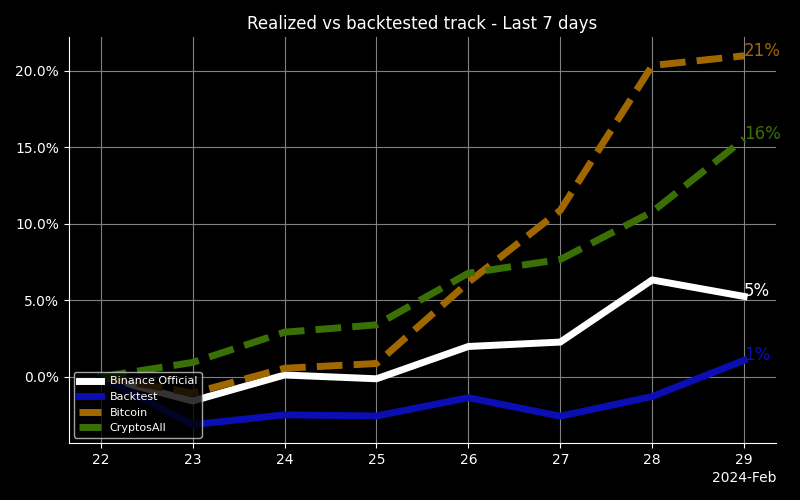 Realized vs backtested track - Last 7 days
21%
20.0%
16%
15.0%
10.0%
5%
5.0%
1%
0.0%
Binance Official
Backtest
Bitcoin
CryptosAll
22 23 24 25 26 27 28 29
2024-Feb